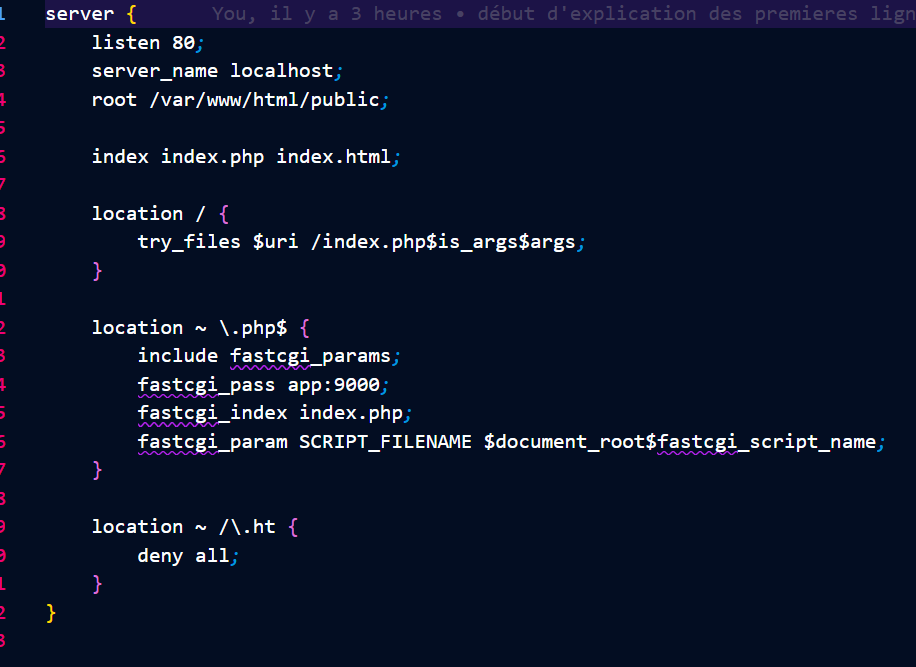 1 server {  You, il y a 3 heures • début d'explication des premieres lign
2 listen 80;
3 server_name localhost;
4 root /var/www/html/public;
5
6 index index.php index.html;
7
8 location / {
9 try_files $uri /index.php$is_args$args;
0 }
1
2 location ~ \.php$ {
3 include fastcgi_params;
4 fastcgi_pass app:9000;
5 fastcgi_index index.php;
6 fastcgi_param SCRIPT_FILENAME $document_root$fastcgi_script_name;
7 }
8
9 location ~ /\.ht {
0 deny all;
1 }
2 }
3